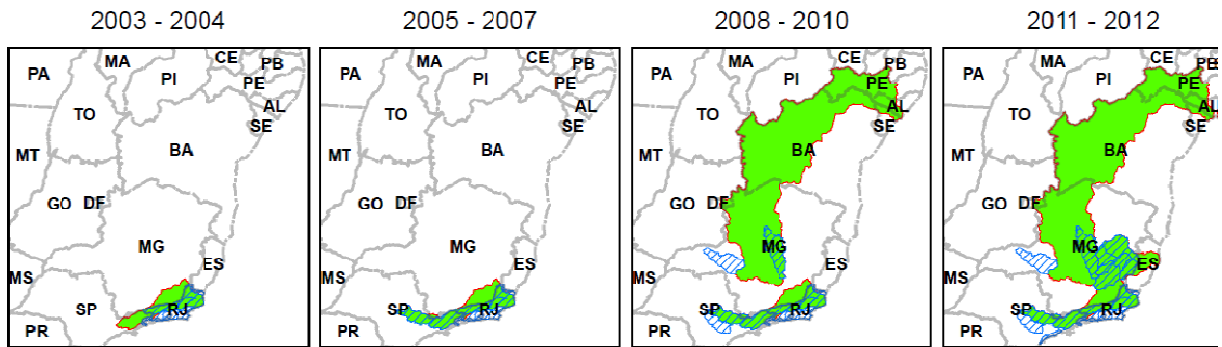 2003 - 2004
2005 - 2007
2008 - 2010
2011 - 2012
PA
MA
CE
PB
PI
PE
TO
AL
SE
MT
BA
GO
DF
MG
ES
MS
SP
RJ
PR
PA
MA
CE
PB
PI
PE
TO
AL
SE
MT
BA
GO
DF
MG
ES
MS
SP
RJ
PR
PA
MA
CE
PB
PI
PE
TO
AL
SE
MT
BA
GO
DF
MG
ES
MS
SP
RJ
PR
PA
MA
CE
PB
PI
PE
TO
AL
SE
MT
BA
GO
DF
MG
ES
MS
SP
RJ
PR